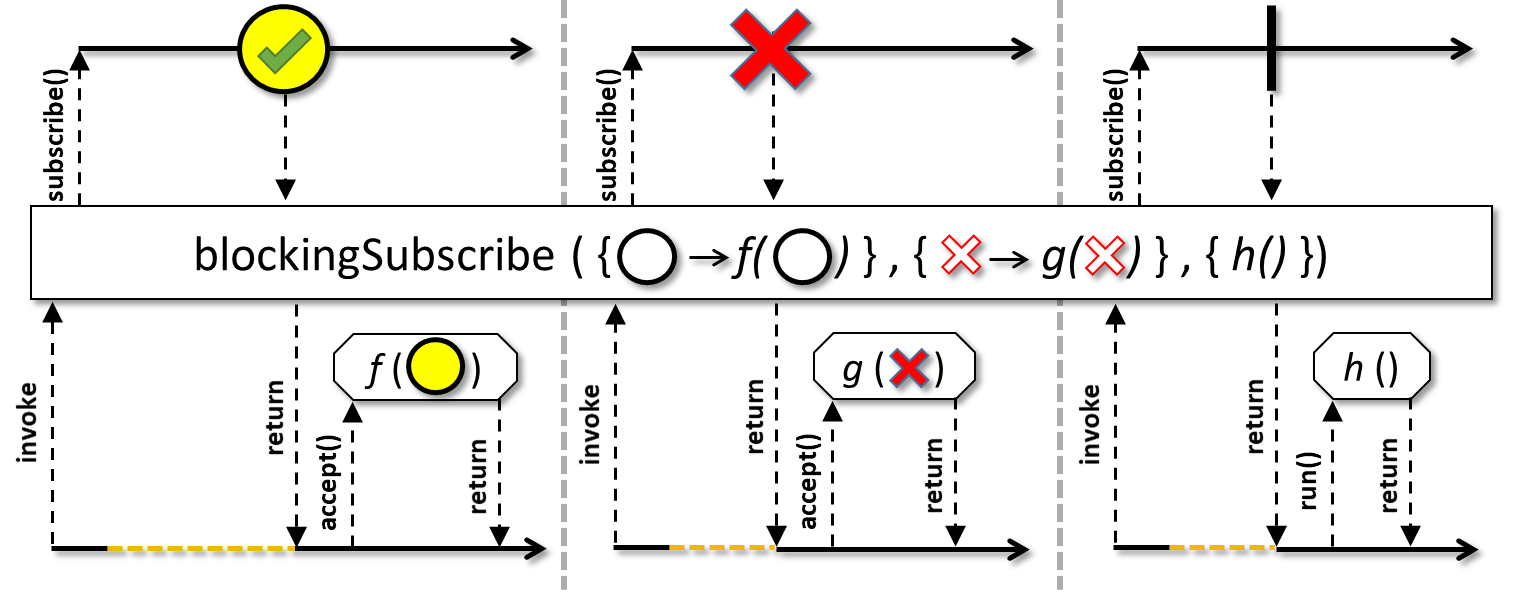 subscribe()
subscribe()
subscribe()
blockingSubscribe ( { → f( ) } , { → g( ) } , { h() })
invoke
return
accept()
f ( )
return
invoke
return
accept()
g ( )
return
invoke
return
run()
h ()
return